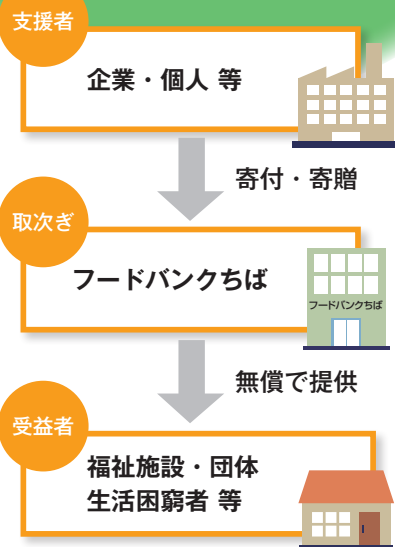 支援者
企業・個人 等
寄付・寄贈
取次ぎ
フードバンクちば
フードバンクちば
無償で提供
受益者
福祉施設・団体
生活困窮者 等